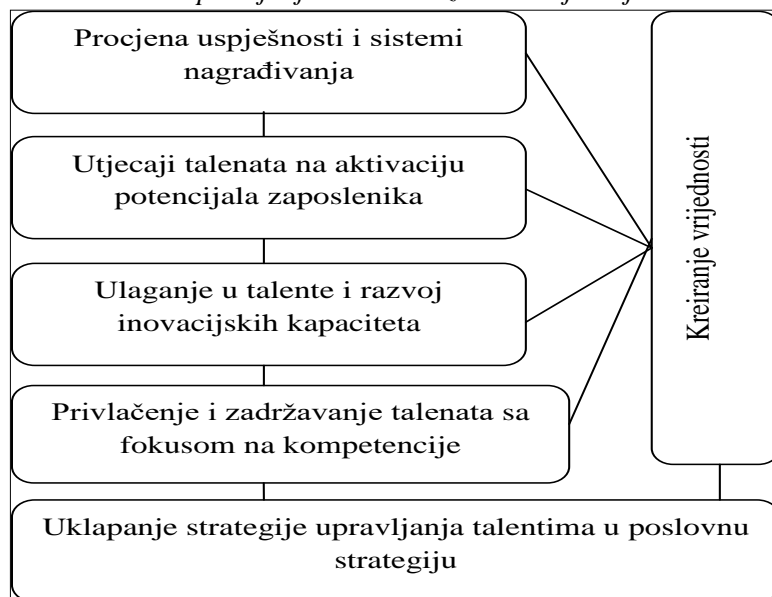 Procjena uspješnosti i sistemi
nagrađivanja
Utjecaji talenata na aktivaciju
potencijala zaposlenika
Ulaganje u talente i razvoj
inovacijskih kapaciteta
Privlačenje i zadržavanje talenata sa
fokusom na kompetencije
Uklapanje strategije upravljanja talentima u poslovnu
strategiju
Kreiranje vrijednosti